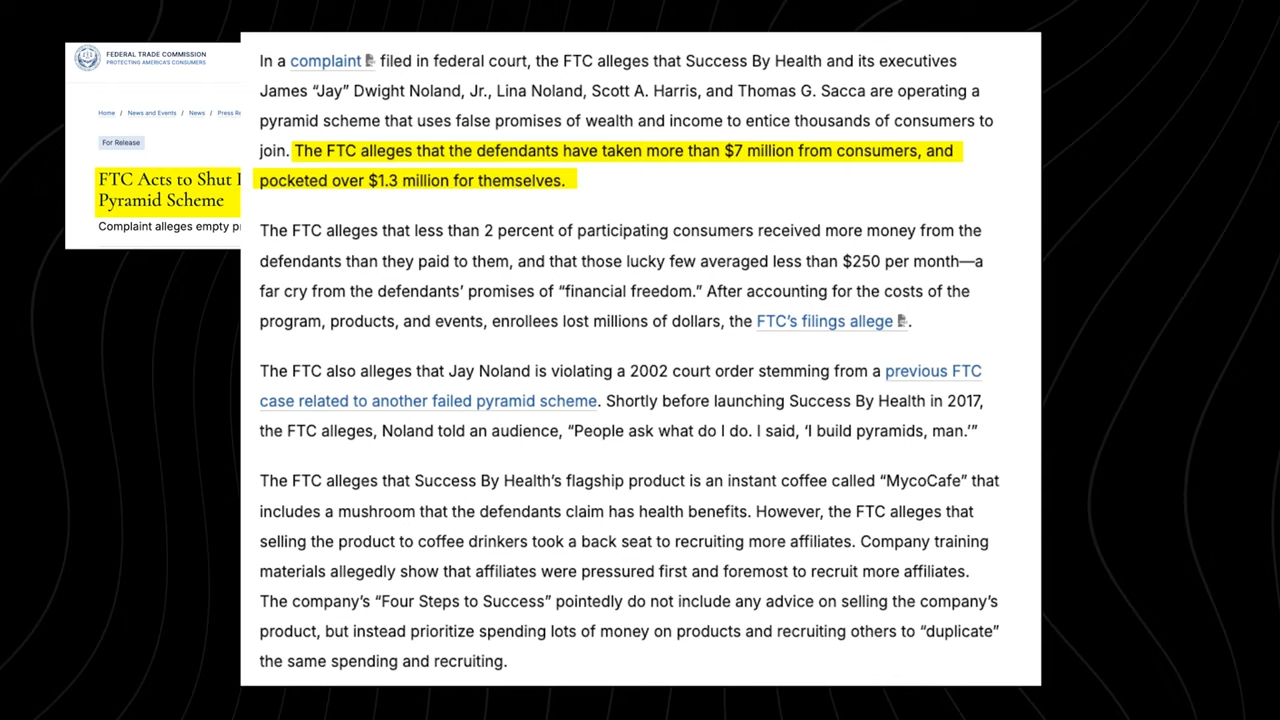 FEDERAL TRADE COMMISSION
PROTECTING AMERICA'S CONSUMERS
Home / News and Events / News / Press Re
For Release
FTC Acts to Shut
Pyramid Scheme
Complaint alleges empty
In a complaint filed in federal court, the FTC alleges that Success By Health and its executives
James “Jay” Dwight Noland, Jr., Lina Noland, Scott A. Harris, and Thomas G. Sacca are operating a
pyramid scheme that uses false promises of wealth and income to entice thousands of consumers to
join. The FTC alleges that the defendants have taken more than $7 million from consumers, and
pocketed over $1.3 million for themselves.
The FTC alleges that less than 2 percent of participating consumers received more money from the
defendants than they paid to them, and that those lucky few averaged less than $250 per month—a
far cry from the defendants’ promises of “financial freedom.” After accounting for the costs of the
program, products, and events, enrollees lost millions of dollars, the FTC’s filings allege.
The FTC also alleges that Jay Noland is violating a 2002 court order stemming from a previous FTC
case related to another failed pyramid scheme. Shortly before launching Success By Health in 2017,
the FTC alleges, Noland told an audience, “People ask what do I do. I said, ‘I build pyramids, man.’”
The FTC alleges that Success By Health’s flagship product is an instant coffee called “MycoCafe” that
includes a mushroom that the defendants claim has health benefits. However, the FTC alleges that
selling the product to coffee drinkers took a back seat to recruiting more affiliates. Company training
materials allegedly show that affiliates were pressured first and foremost to recruit more affiliates.
The company’s “Four Steps to Success” pointedly do not include any advice on selling the company’s
product, but instead prioritize spending lots of money on products and recruiting others to “duplicate”
the same spending and recruiting.